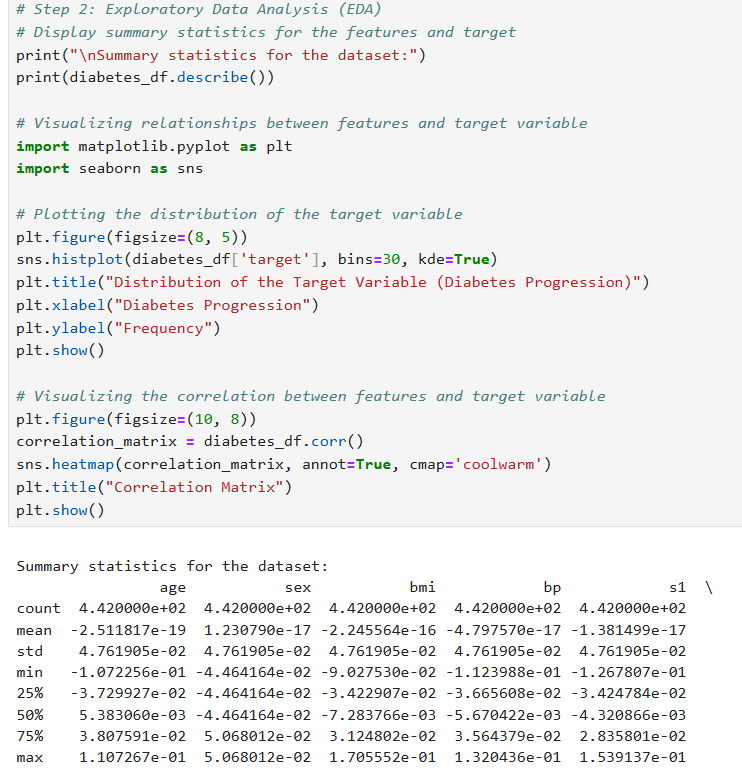 # Step 2: Exploratory Data Analysis (EDA)
# Display summary statistics for the features and target
print("\nSummary statistics for the dataset:")
print(diabetes_df.describe())
# Visualizing relationships between features and target variable
import matplotlib.pyplot as plt
import seaborn as sns
# Plotting the distribution of the target variable
plt.figure(figsize=(8, 5))
sns.histplot(diabetes_df['target'], bins=30, kde=True)
plt.title("Distribution of the Target Variable (Diabetes Progression)")
plt.xlabel("Diabetes Progression")
plt.ylabel("Frequency")
plt.show()
# Visualizing the correlation between features and target variable
plt.figure(figsize=(10, 8))
correlation_matrix = diabetes_df.corr()
sns.heatmap(correlation_matrix, annot=True, cmap='coolwarm')
plt.title("Correlation Matrix")
plt.show()
Summary statistics for the dataset:
age sex bmi bp s1 \
count 4.420000e+02 4.420000e+02 4.420000e+02 4.420000e+02 4.420000e+02
mean -2.511817e-19 1.230790e-17 -2.245564e-16 -4.797570e-17 -1.381499e-17
std 4.761905e-02 4.761905e-02 4.761905e-02 4.761905e-02 4.761905e-02
min -1.072256e-01 -4.464164e-02 -9.027530e-02 -1.123988e-01 -1.267807e-01
25% -3.729927e-02 -4.464164e-02 -3.422907e-02 -3.665608e-02 -3.424784e-02
50% 5.383060e-03 -4.464164e-02 -7.283766e-03 -5.670422e-03 -4.320866e-03
75% 3.807591e-02 5.068012e-02 3.124802e-02 3.564379e-02 2.835801e-02
max 1.107267e-01 5.068012e-02 1.705552e-01 1.320436e-01 1.539137e-01